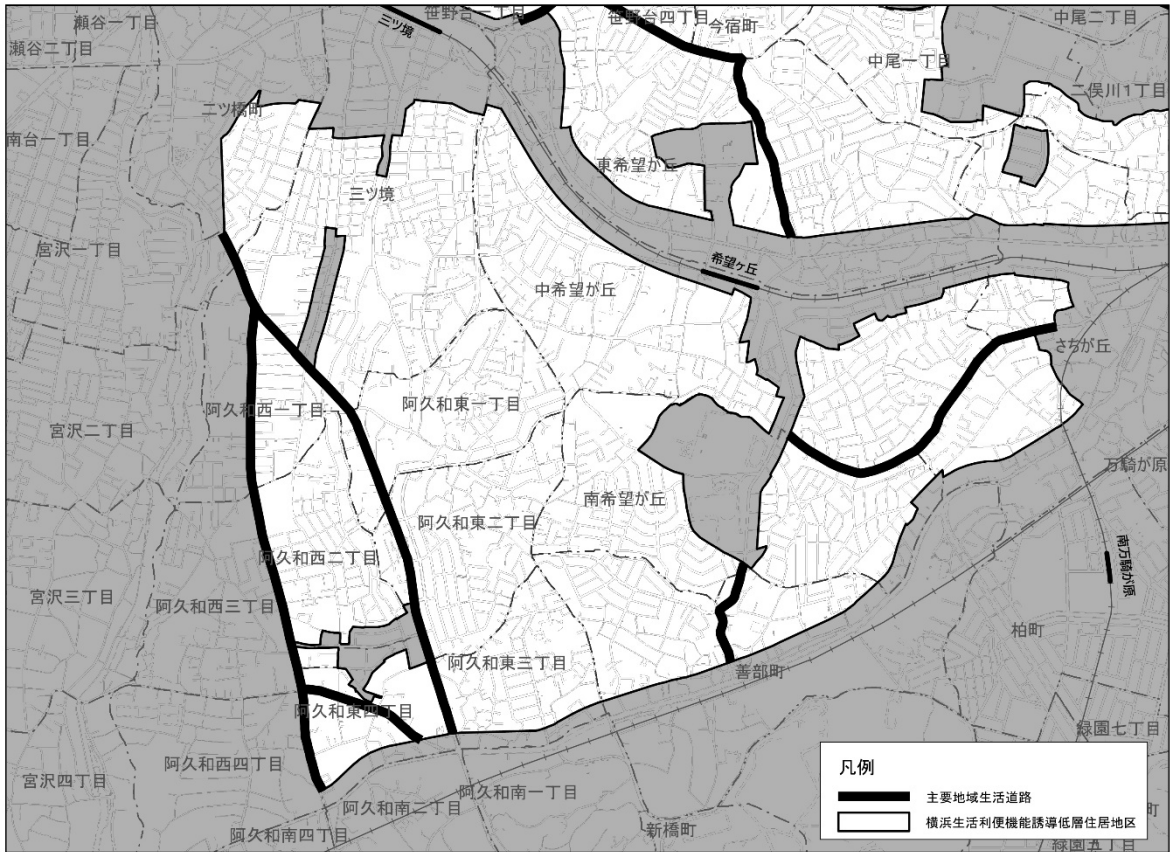 瀬谷一丁目
笹野台一丁目
笹野台四丁目
今宿町
中尾二丁目
三ツ境
瀬谷二丁目
中尾一丁目
二俣川1丁目
二ツ橋町
南台一丁目
東希望が丘
三ツ境
宮沢一丁目
希望ヶ丘
中希望が丘
さちが丘
阿久和西一丁目
阿久和東一丁目
宮沢二丁目
万騎が原
南希望が丘
阿久和東二丁目
阿久和西二丁目
南万騎が原
宮沢三丁目
阿久和西三丁目
柏町
阿久和東三丁目
善部町
阿久和東四丁目
緑園七丁目
阿久和西四丁目
宮沢四丁目
阿久和南一丁目
阿久和南二丁目
新橋町
阿久和南四丁目
凡例
主要地域生活道路
横浜生活利便機能誘導低層住居地区
町
緑園五丁目